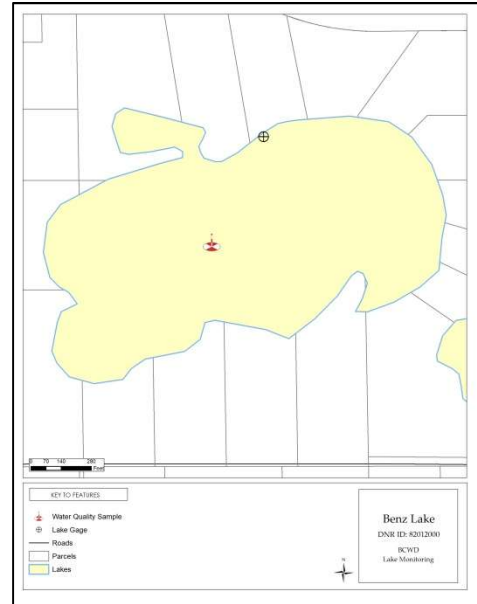 0 70 140 280
Feet
KEY TO FEATURES
Water Quality Sample
Lake Gage
Roads
Parcels
Lakes
N
Benz Lake
DNR ID: 82012000
BCWD
Lake Monitoring